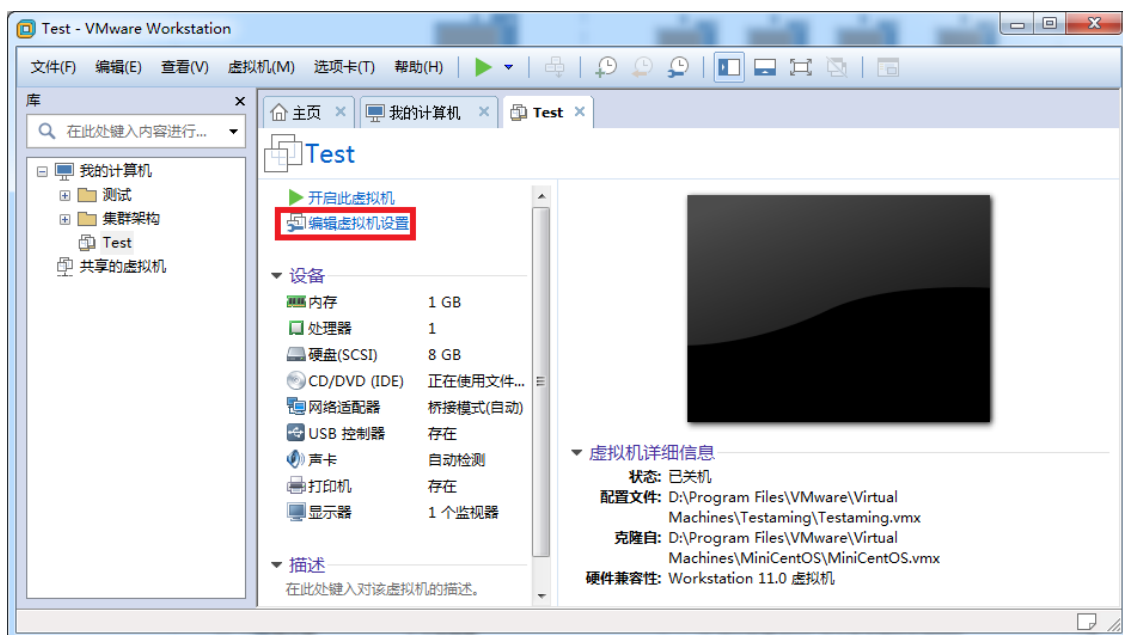 Test - VMware Workstation
文件(F) 编辑(E) 查看(V) 虚拟机(M) 选项卡(T) 帮助(H)
库
在此处键入内容进行...
我的计算机
测试
集群架构
Test
共享的虚拟机
主页 我的计算机 Test
Test
开启此虚拟机
编辑虚拟机设置
设备
内存 1 GB
处理器 1
硬盘(SCSI) 8 GB
CD/DVD (IDE) 正在使用文件...
网络适配器 桥接模式(自动)
USB 控制器 存在
声卡 自动检测
打印机 存在
显示器 1 个监视器
描述
在此处键入对该虚拟机的描述。
虚拟机详细信息
状态: 已关机
配置文件: D:\Program Files\VMware\Virtual
Machines\Testaming\Testaming.vmx
克隆自: D:\Program Files\VMware\Virtual
Machines\MiniCentOS\MiniCentOS.vmx
硬件兼容性: Workstation 11.0 虚拟机